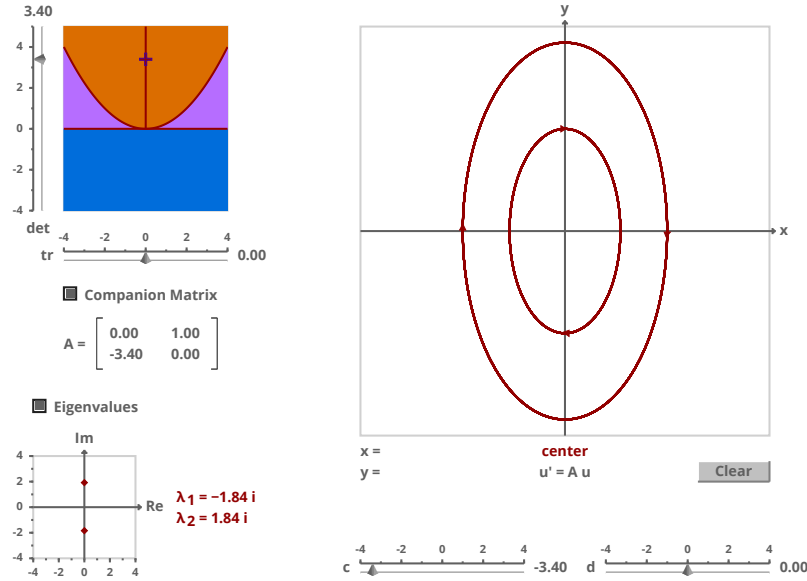 3.40
4
2
0
-2
-4
det
-4 -2 0 2 4
tr 0.00
Companion Matrix
A = 0.00 1.00
-3.40 0.00
Eigenvalues
Im
4
2
0
-2
-4
Re
-4 -2 0 2 4
λ1 = −1.84 i
λ2 = 1.84 i
y
x
x = center
y = u' = A u
Clear
-4 -2 0 2 4
c -3.40
-4 -2 0 2 4
d 0.00